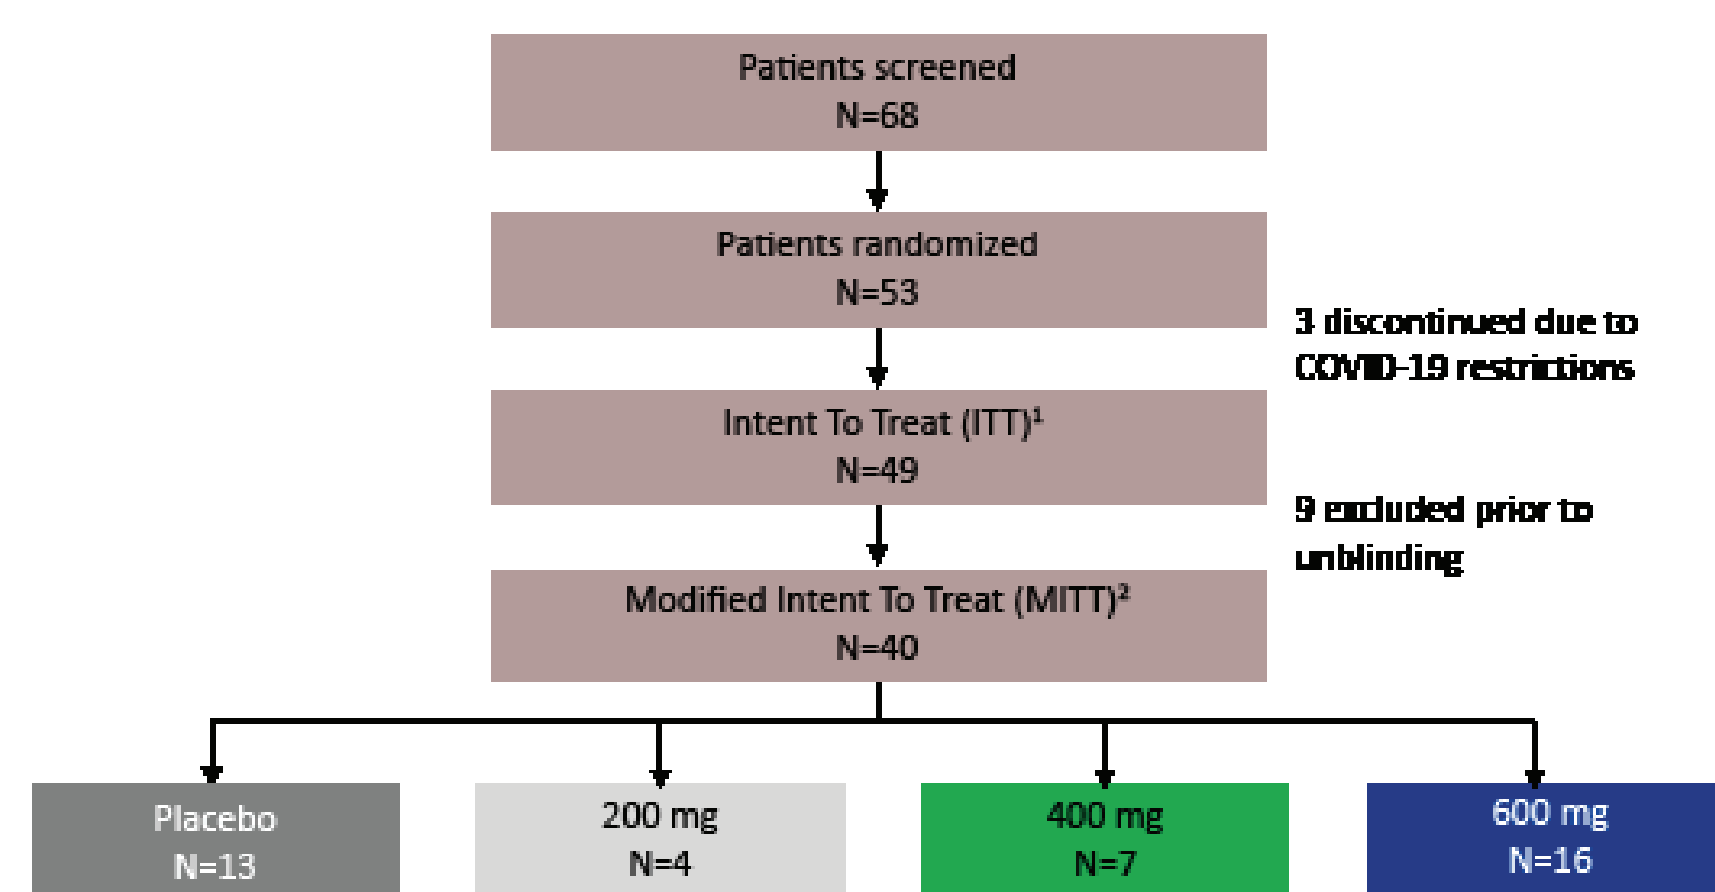 Patients screened
N=68
Patients randomized
N=53
3 discontinued due to
COVID-19 restrictions
Intent To Treat (ITT)¹
N=49
9 excluded prior to
unblinding
Modified Intent To Treat (MITT)²
N=40
Placebo
N=13
200 mg
N=4
400 mg
N=7
600 mg
N=16